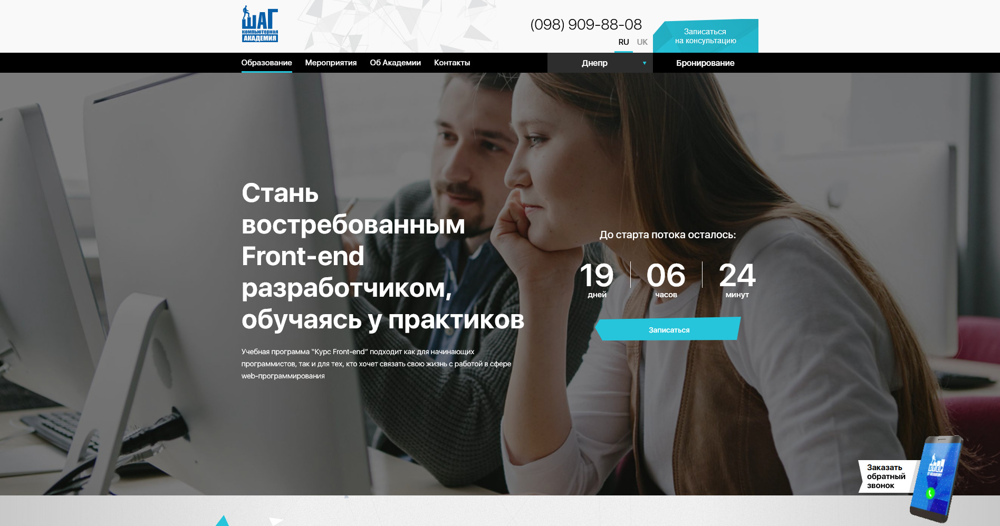 ШАГ
КОМПЬЮТЕРНАЯ
АКАДЕМИЯ
(098) 909-88-08
RU UK
Записаться
на консультацию
Образование Мероприятия Об Академии Контакты Днепр Бронирование
Стань
востребованным
Front-end
разработчиком,
обучаясь у практиков
Учебная программа “Курс Front-end” подходит как для начинающих
программистов, так и для тех, кто хочет связать свою жизнь с работой в сфере
web-программирования
До старта потока осталось:
19 06 24
дней часов минут
Записаться
Заказать
обратный
звонок
STEP
IT ACADEMY